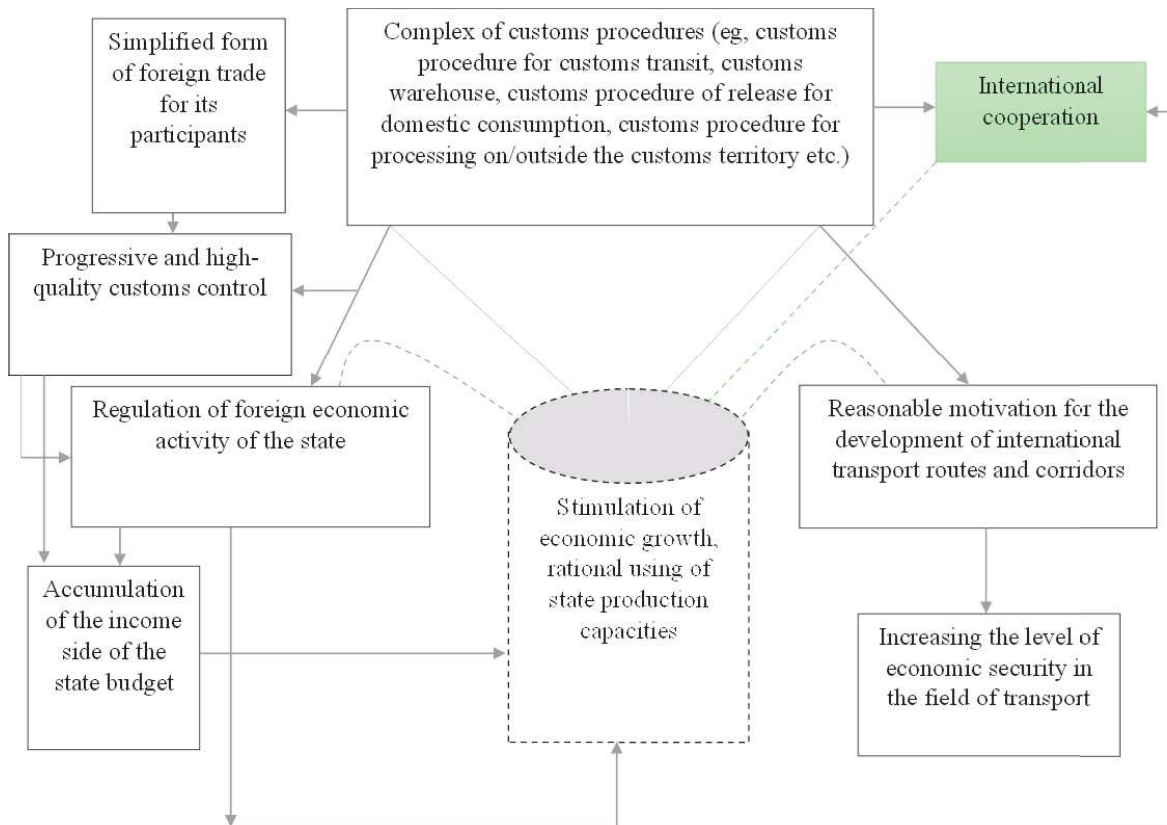 Simplified form
of foreign trade
for its
participants
Complex of customs procedures (eg, customs
procedure for customs transit, customs
warehouse, customs procedure of release for
domestic consumption, customs procedure for
processing on/outside the customs territory etc.)
International
cooperation
Progressive and high-
quality customs control
Regulation of foreign economic
activity of the state
Reasonable motivation for the
development of international
transport routes and corridors
Stimulation of
economic growth,
rational using of
state production
capacities
Accumulation
of the income
side of the
state budget
Increasing the level of
economic security in
the field of transport